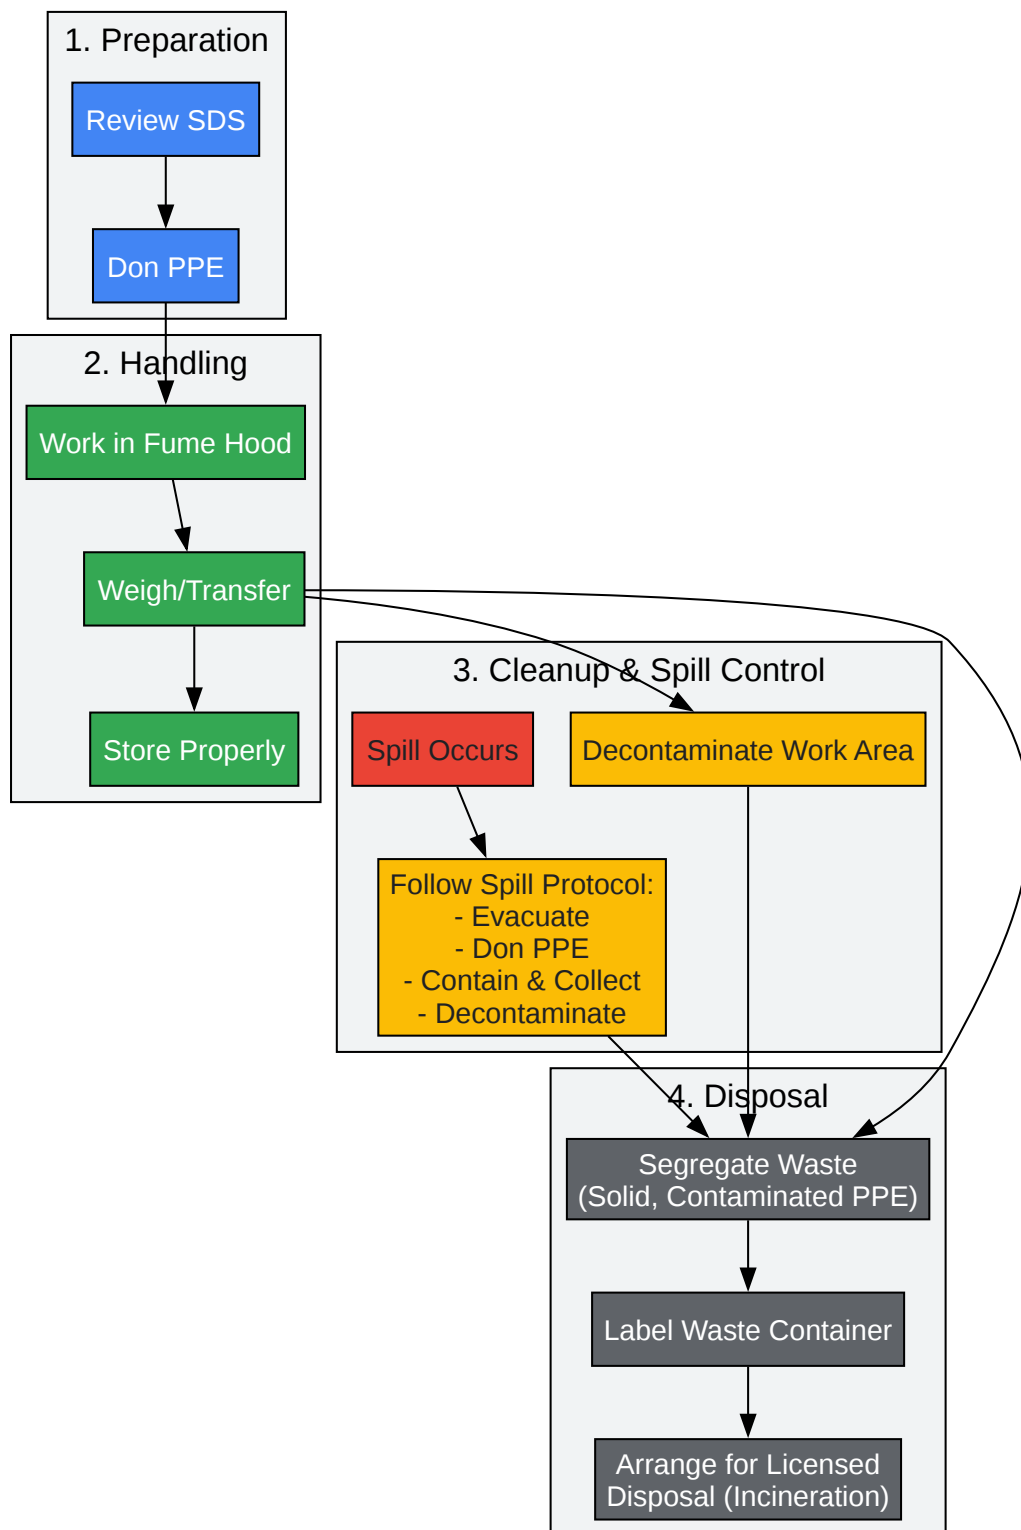 1. Preparation
Review SDS
Don PPE
2. Handling
Work in Fume Hood
Weigh/Transfer
Store Properly
3. Cleanup & Spill Control
Spill Occurs
Decontaminate Work Area
Follow Spill Protocol:
- Evacuate
- Don PPE
- Contain & Collect
- Decontaminate
4. Disposal
Segregate Waste
(Solid, Contaminated PPE)
Label Waste Container
Arrange for Licensed
Disposal (Incineration)